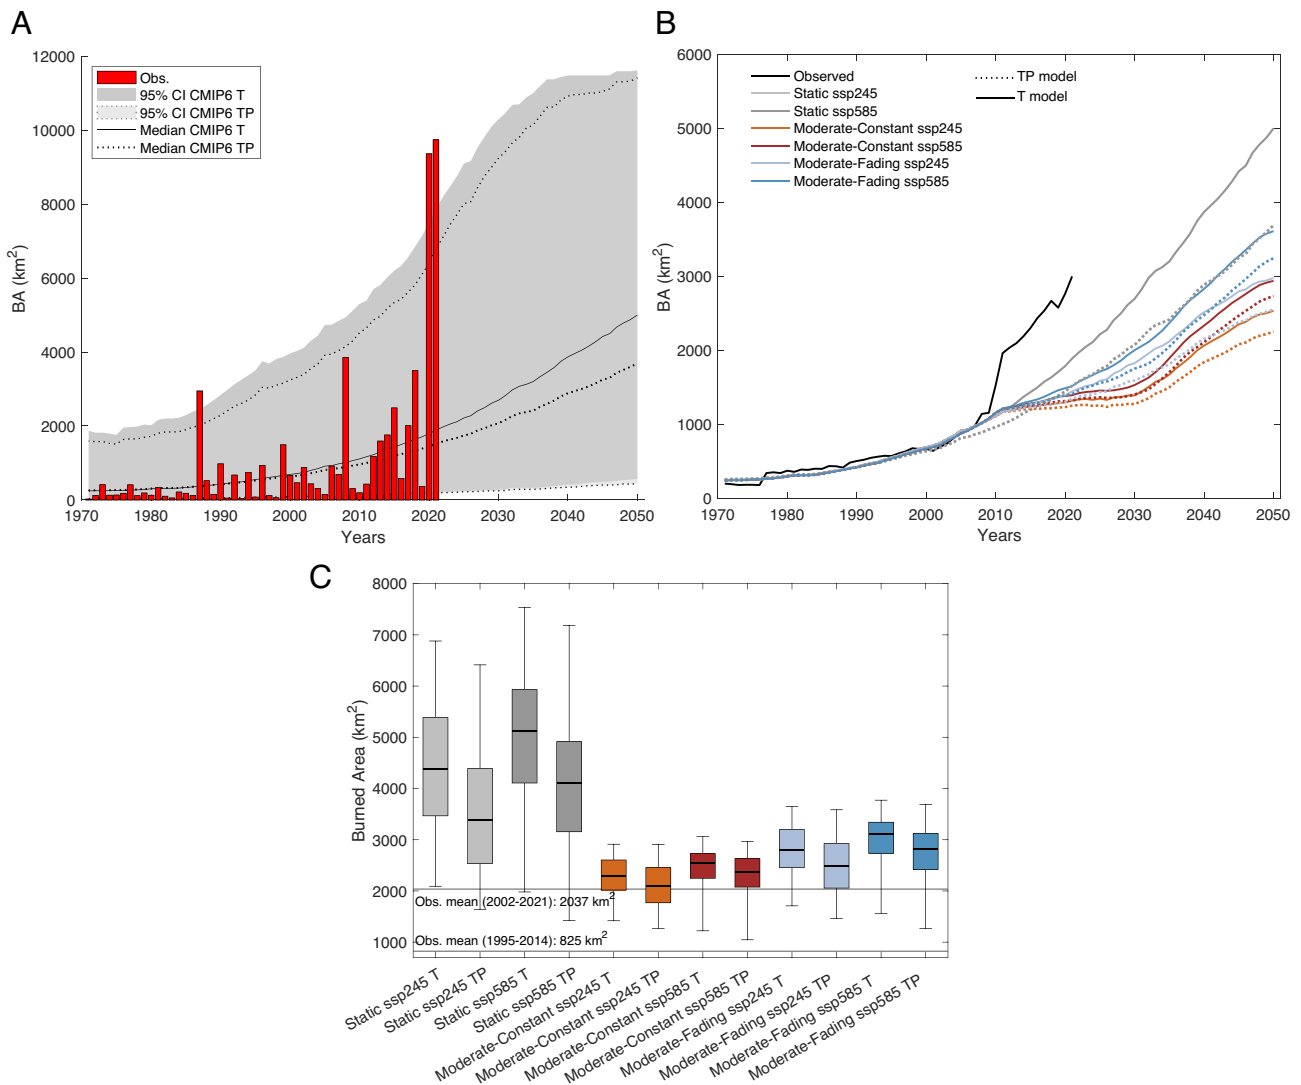 A
12000
10000
8000
6000
4000
2000
0
BA (km2)
Obs.
95% CI CMIP6 T
95% CI CMIP6 TP
Median CMIP6 T
Median CMIP6 TP
1970 1980 1990 2000 2010 2020 2030 2040 2050
Years
B
6000
5000
4000
3000
2000
1000
0
BA (km2)
Observed
Static ssp245
Static ssp585
Moderate-Constant ssp245
Moderate-Constant ssp585
Moderate-Fading ssp245
Moderate-Fading ssp585
TP model
T model
1970 1980 1990 2000 2010 2020 2030 2040 2050
Years
C
8000
7000
6000
5000
4000
3000
2000
1000
Burned Area (km2)
Obs. mean (2002-2021): 2037 km2
Obs. mean (1995-2014): 825 km2
Static ssp245 T
Static ssp245 TP
Static ssp585 T
Static ssp585 TP
Moderate-Constant ssp245 T
Moderate-Constant ssp245 TP
Moderate-Constant ssp585 T
Moderate-Constant ssp585 TP
Moderate-Fading ssp245 T
Moderate-Fading ssp245 TP
Moderate-Fading ssp585 T
Moderate-Fading ssp585 TP